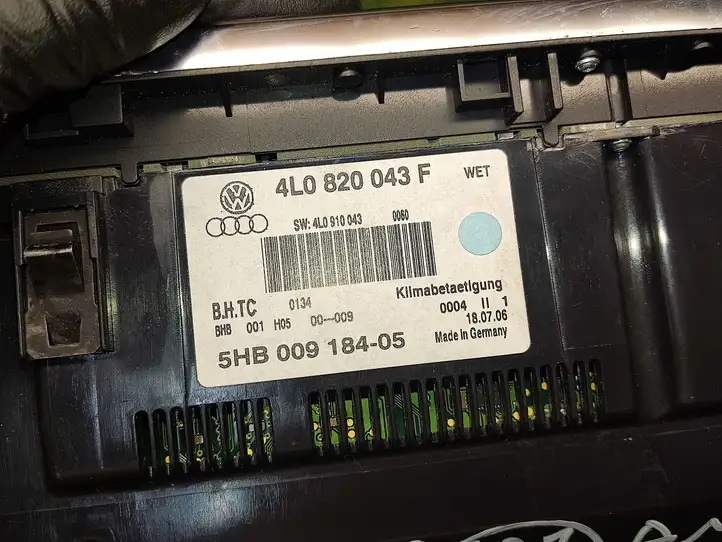 4L0 820 043 F WET
SW: 4L0 910 043 0060
B.H.TC 0134 Klimabetaetigung
BHB 001 H05 00---009 0004 II 1
18.07.06
5HB 009 184-05 Made In Germany